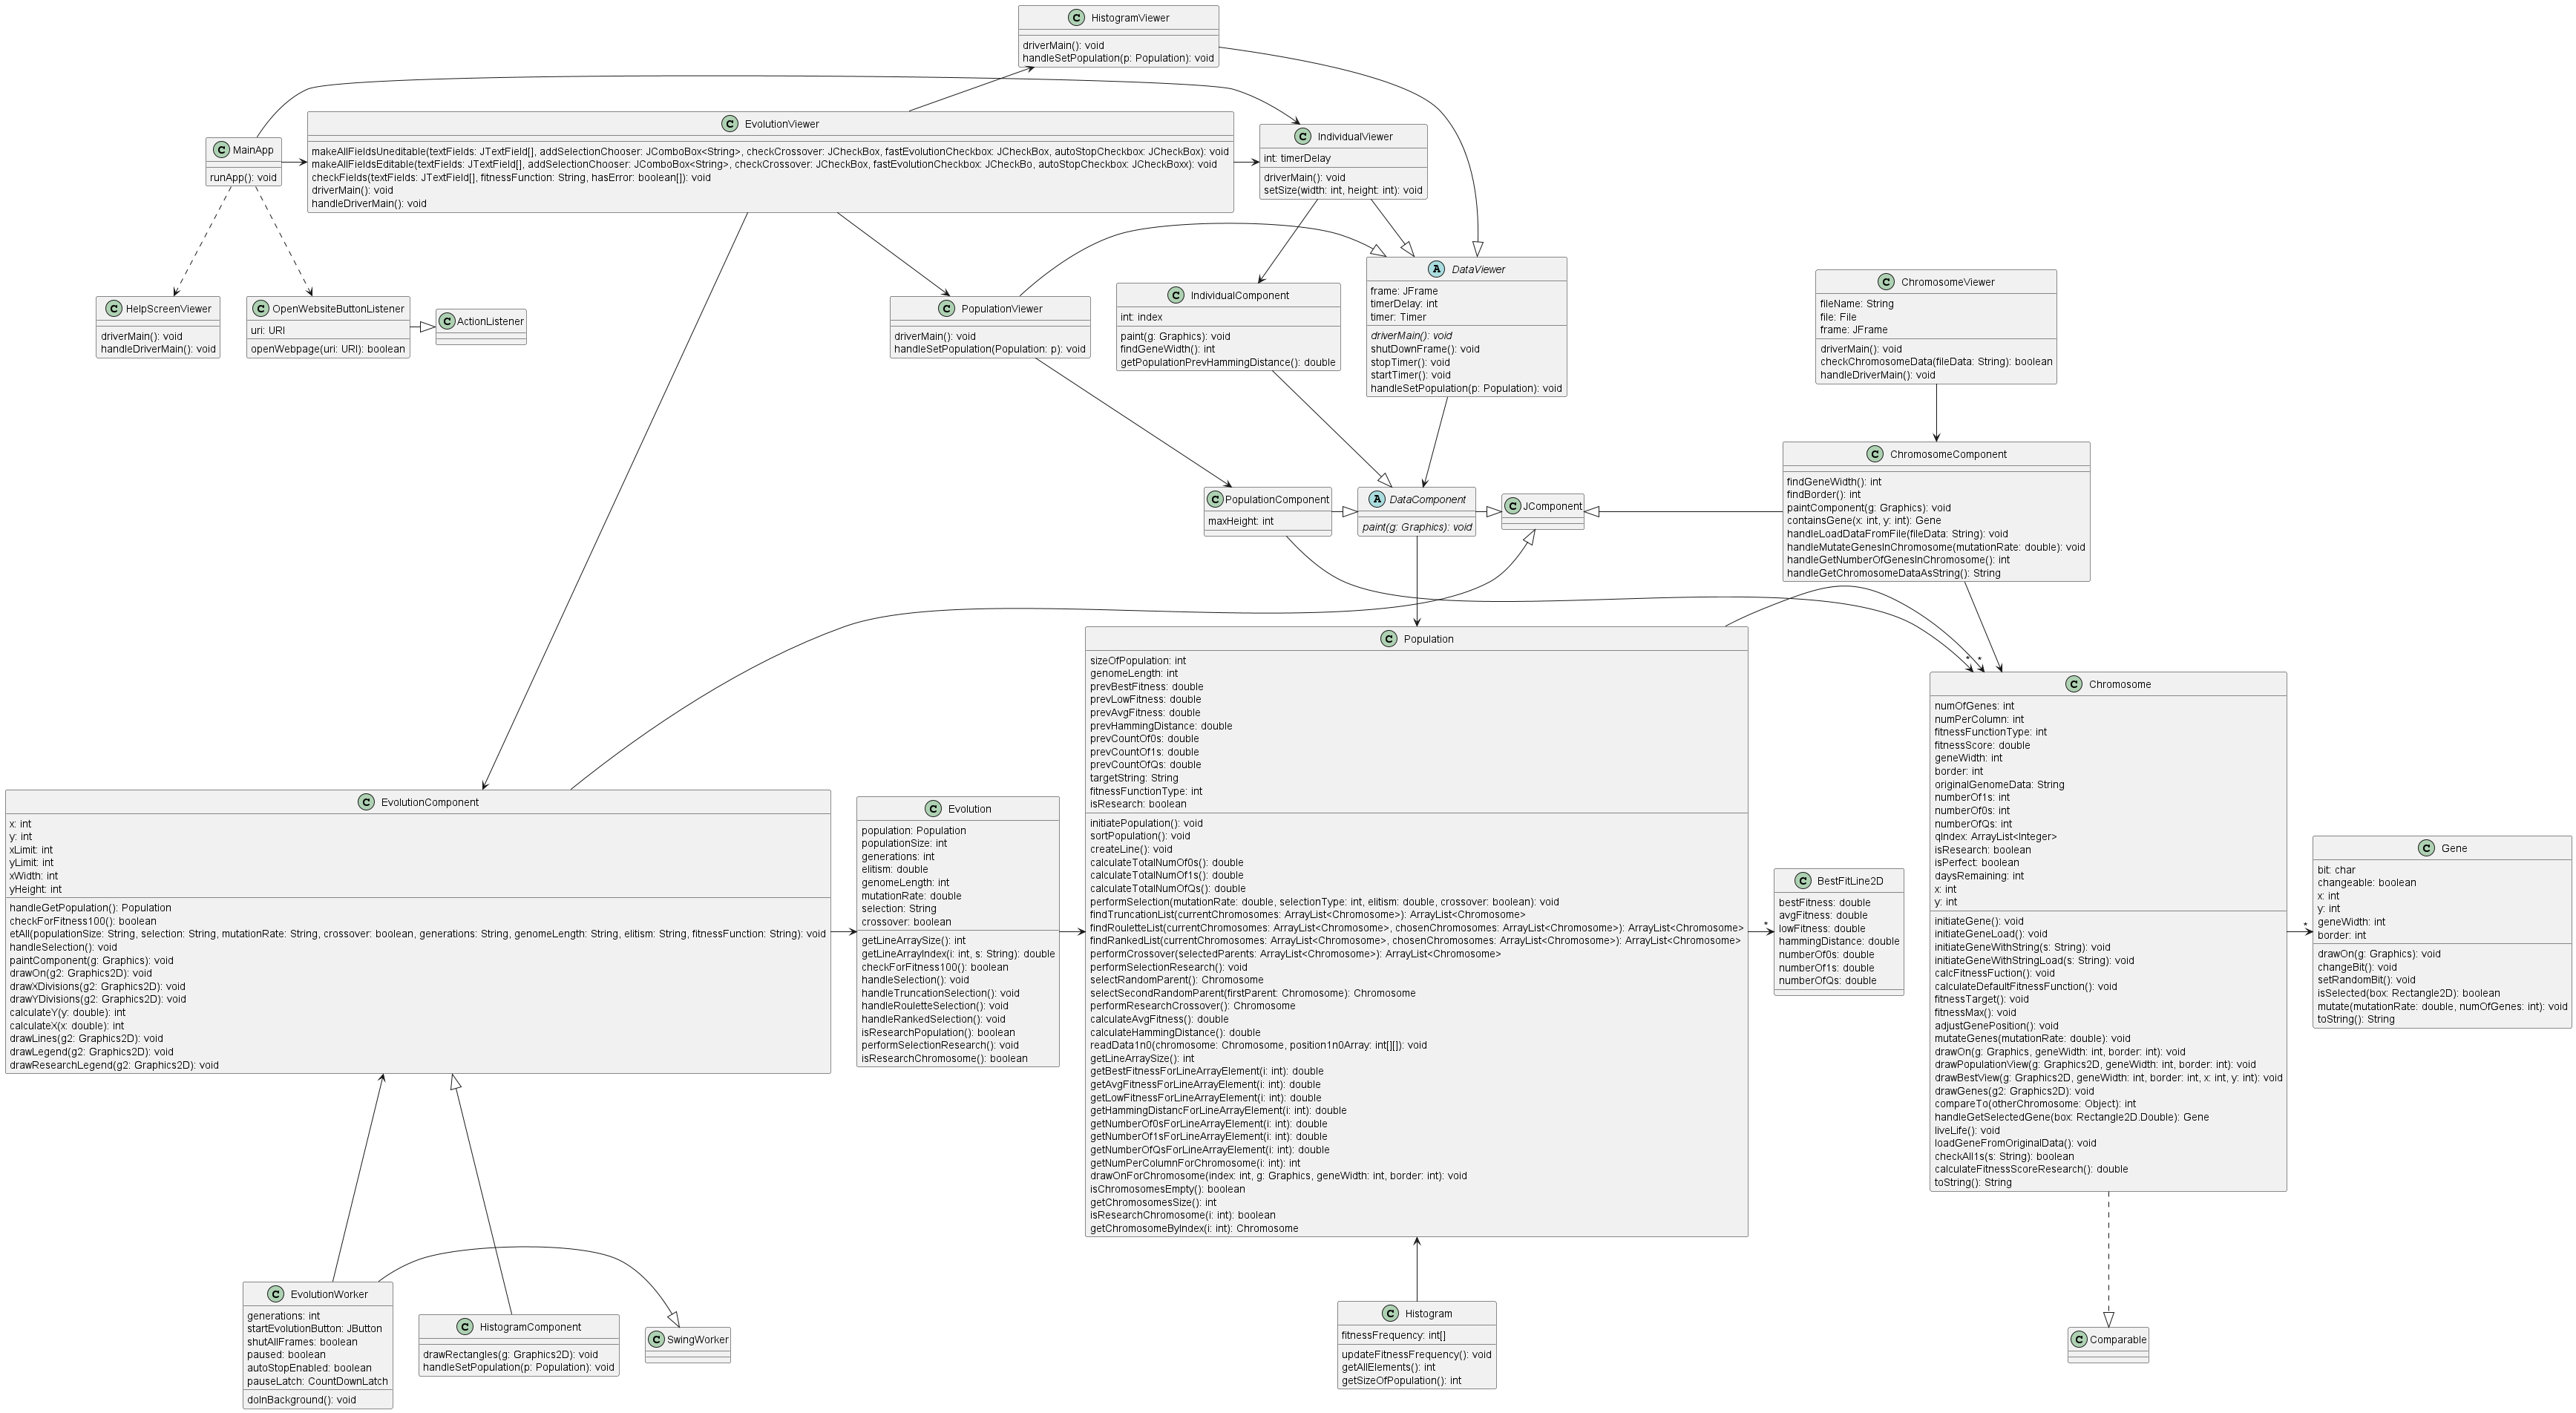 C HistogramViewer
driverMain(): void
handleSetPopulation(p: Population): void
C MainApp
runApp(): void
C EvolutionViewer
makeAllFieldsUneditable(textFields: JTextField[], addSelectionChooser: JComboBox<String>, checkCrossover: JCheckBox, fastEvolutionCheckbox: JCheckBox, autoStopCheckbox: JCheckBox): void
makeAllFieldsEditable(textFields: JTextField[], addSelectionChooser: JComboBox<String>, checkCrossover: JCheckBox, fastEvolutionCheckbox: JCheckBo, autoStopCheckbox: JCheckBoxx): void
checkFields(textFields: JTextField[], fitnessFunction: String, hasError: boolean[]): void
driverMain(): void
handleDriverMain(): void
C IndividualViewer
int: timerDelay
driverMain(): void
setSize(width: int, height: int): void
C HelpScreenViewer
driverMain(): void
handleDriverMain(): void
C OpenWebsiteButtonListener
uri: URI
openWebpage(uri: URI): boolean
C ActionListener
C PopulationViewer
driverMain(): void
handleSetPopulation(Population: p): void
C IndividualComponent
int: index
paint(g: Graphics): void
findGeneWidth(): int
getPopulationPrevHammingDistance(): double
A DataViewer
frame: JFrame
timerDelay: int
timer: Timer
driverMain(): void
shutDownFrame(): void
stopTimer(): void
startTimer(): void
handleSetPopulation(p: Population): void
C ChromosomeViewer
fileName: String
file: File
frame: JFrame
driverMain(): void
checkChromosomeData(fileData: String): boolean
handleDriverMain(): void
C PopulationComponent
maxHeight: int
A DataComponent
paint(g: Graphics): void
C JComponent
C ChromosomeComponent
findGeneWidth(): int
findBorder(): int
paintComponent(g: Graphics): void
containsGene(x: int, y: int): Gene
handleLoadDataFromFile(fileData: String): void
handleMutateGenesInChromosome(mutationRate: double): void
handleGetNumberOfGenesInChromosome(): int
handleGetChromosomeDataAsString(): String
C EvolutionComponent
x: int
y: int
xLimit: int
yLimit: int
xWidth: int
yHeight: int
handleGetPopulation(): Population
checkForFitness100(): boolean
etAll(populationSize: String, selection: String, mutationRate: String, crossover: boolean, generations: String, genomeLength: String, elitism: String, fitnessFunction: String): void
handleSelection(): void
paintComponent(g: Graphics): void
drawOn(g2: Graphics2D): void
drawXDivisions(g2: Graphics2D): void
drawYDivisions(g2: Graphics2D): void
calculateY(y: double): int
calculateX(x: double): int
drawLines(g2: Graphics2D): void
drawLegend(g2: Graphics2D): void
drawResearchLegend(g2: Graphics2D): void
C Evolution
population: Population
populationSize: int
generations: int
elitism: double
genomeLength: int
mutationRate: double
selection: String
crossover: boolean
getLineArraySize(): int
getLineArrayIndex(i: int, s: String): double
checkForFitness100(): boolean
handleSelection(): void
handleTruncationSelection(): void
handleRouletteSelection(): void
handleRankedSelection(): void
isResearchPopulation(): boolean
performSelectionResearch(): void
isResearchChromosome(): boolean
C Population
sizeOfPopulation: int
genomeLength: int
prevBestFitness: double
prevLowFitness: double
prevAvgFitness: double
prevHammingDistance: double
prevCountOf0s: double
prevCountOf1s: double
prevCountOfQs: double
targetString: String
fitnessFunctionType: int
isResearch: boolean
initiatePopulation(): void
sortPopulation(): void
createLine(): void
calculateTotalNumOf0s(): double
calculateTotalNumOf1s(): double
calculateTotalNumOfQs(): double
performSelection(mutationRate: double, selectionType: int, elitism: double, crossover: boolean): void
findTruncationList(currentChromosomes: ArrayList<Chromosome>): ArrayList<Chromosome>
findRouletteList(currentChromosomes: ArrayList<Chromosome>, chosenChromosomes: ArrayList<Chromosome>): ArrayList<Chromosome>
findRankedList(currentChromosomes: ArrayList<Chromosome>, chosenChromosomes: ArrayList<Chromosome>): ArrayList<Chromosome>
performCrossover(selectedParents: ArrayList<Chromosome>): ArrayList<Chromosome>
performSelectionResearch(): void
selectRandomParent(): Chromosome
selectSecondRandomParent(firstParent: Chromosome): Chromosome
performResearchCrossover(): Chromosome
calculateAvgFitness(): double
calculateHammingDistance(): double
readData1n0(chromosome: Chromosome, position1n0Array: int[][]): void
getLineArraySize(): int
getBestFitnessForLineArrayElement(i: int): double
getAvgFitnessForLineArrayElement(i: int): double
getLowFitnessForLineArrayElement(i: int): double
getHammingDistancForLineArrayElement(i: int): double
getNumberOf0sForLineArrayElement(i: int): double
getNumberOf1sForLineArrayElement(i: int): double
getNumberOfQsForLineArrayElement(i: int): double
getNumPerColumnForChromosome(i: int): int
drawOnForChromosome(index: int, g: Graphics, geneWidth: int, border: int): void
isChromosomesEmpty(): boolean
getChromosomesSize(): int
isResearchChromosome(i: int): boolean
getChromosomeByIndex(i: int): Chromosome
*
C BestFitLine2D
bestFitness: double
avgFitness: double
lowFitness: double
hammingDistance: double
numberOf0s: double
numberOf1s: double
numberOfQs: double
*
*
C Chromosome
numOfGenes: int
numPerColumn: int
fitnessFunctionType: int
fitnessScore: double
geneWidth: int
border: int
originalGenomeData: String
numberOf1s: int
numberOf0s: int
numberOfQs: int
qIndex: ArrayList<Integer>
isResearch: boolean
isPerfect: boolean
daysRemaining: int
x: int
y: int
initiateGene(): void
initiateGeneLoad(): void
initiateGeneWithString(s: String): void
initiateGeneWithStringLoad(s: String): void
calcFitnessFuction(): void
calculateDefaultFitnessFunction(): void
fitnessTarget(): void
fitnessMax(): void
adjustGenePosition(): void
mutateGenes(mutationRate: double): void
drawOn(g: Graphics, geneWidth: int, border: int): void
drawPopulationView(g: Graphics2D, geneWidth: int, border: int): void
drawBestView(g: Graphics2D, geneWidth: int, border: int, x: int, y: int): void
drawGenes(g2: Graphics2D): void
compareTo(otherChromosome: Object): int
handleGetSelectedGene(box: Rectangle2D.Double): Gene
liveLife(): void
loadGeneFromOriginalData(): void
checkAll1s(s: String): boolean
calculateFitnessScoreResearch(): double
toString(): String
*
C Gene
bit: char
changeable: boolean
x: int
y: int
geneWidth: int
border: int
drawOn(g: Graphics): void
changeBit(): void
setRandomBit(): void
isSelected(box: Rectangle2D): boolean
mutate(mutationRate: double, numOfGenes: int): void
toString(): String
C EvolutionWorker
generations: int
startEvolutionButton: JButton
shutAllFrames: boolean
paused: boolean
autoStopEnabled: boolean
pauseLatch: CountDownLatch
doInBackground(): void
C HistogramComponent
drawRectangles(g: Graphics2D): void
handleSetPopulation(p: Population): void
C SwingWorker
C Histogram
fitnessFrequency: int[]
updateFitnessFrequency(): void
getAllElements(): int
getSizeOfPopulation(): int
C Comparable